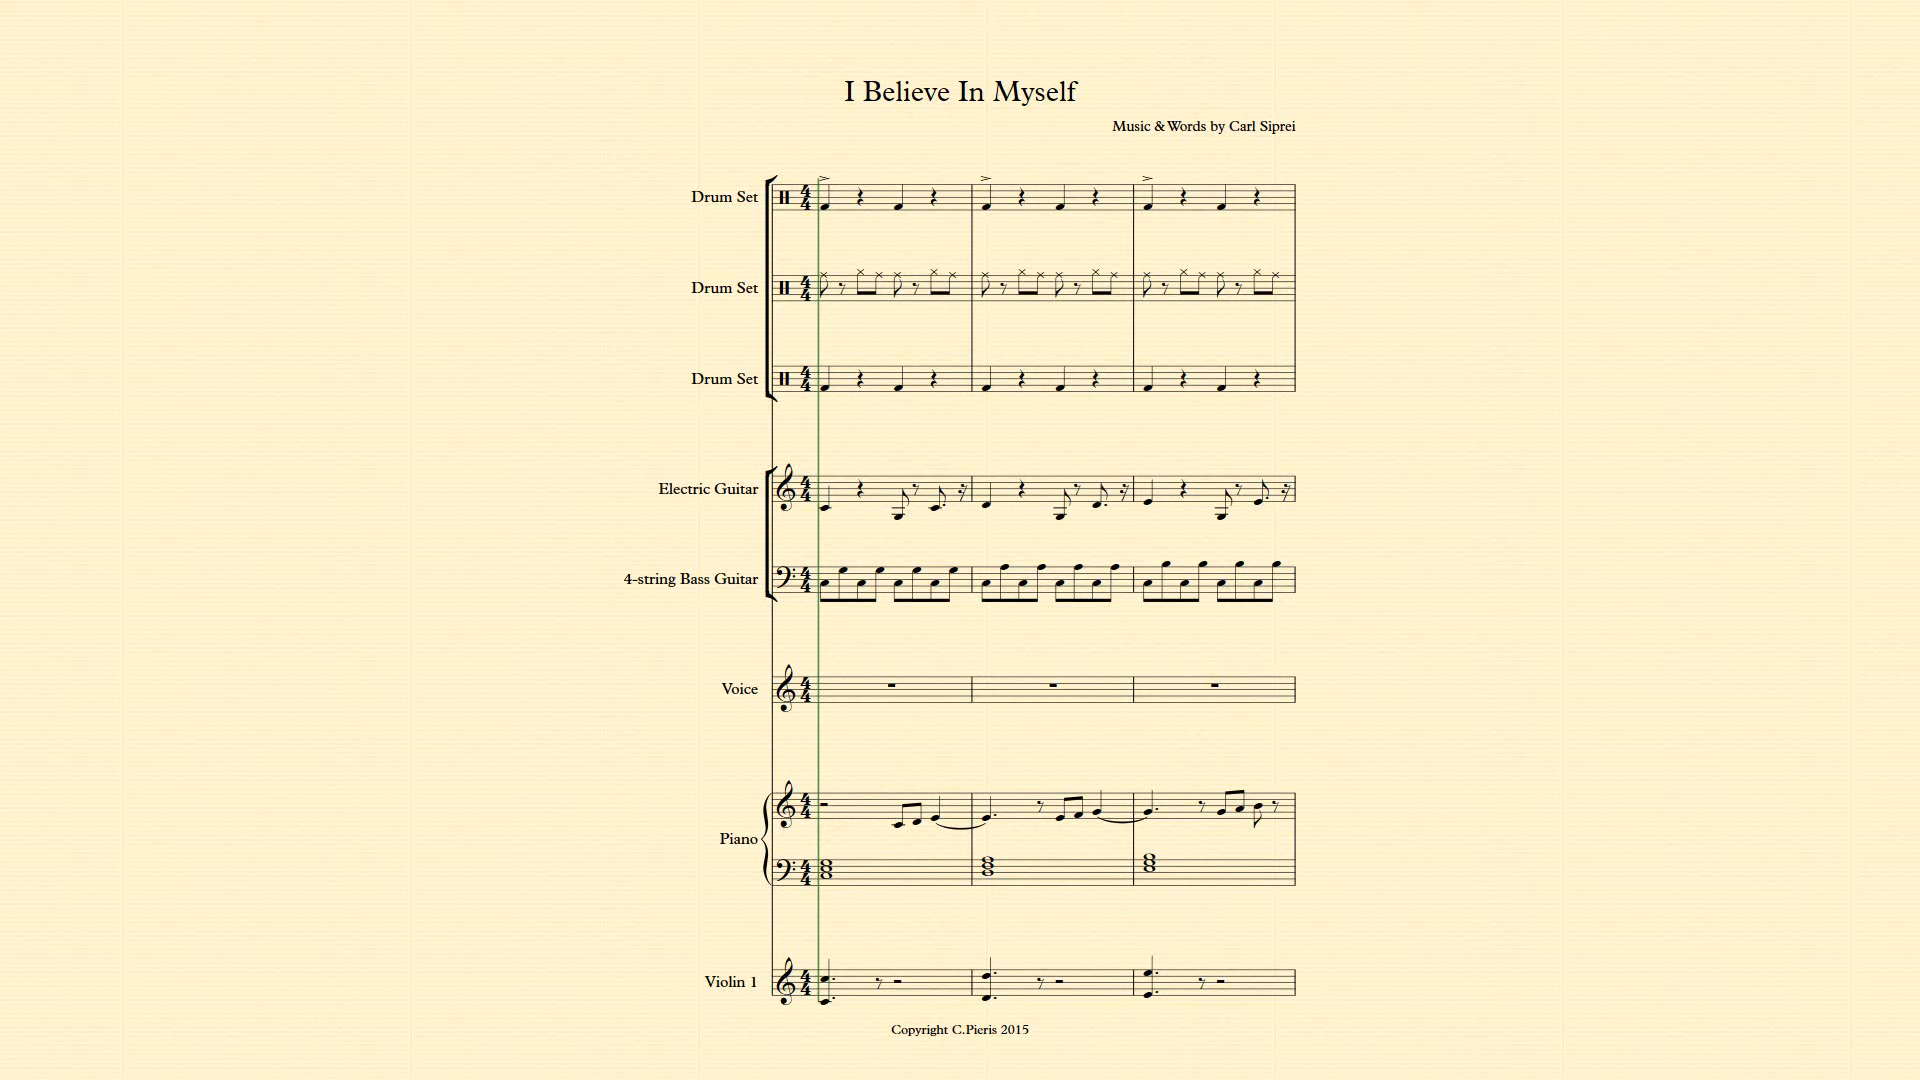 I Believe In Myself
Music & Words by Carl Siprei
Drum Set
Drum Set
Drum Set
Electric Guitar
4-string Bass Guitar
Voice
Piano
Violin 1
Copyright C.Pieris 2015